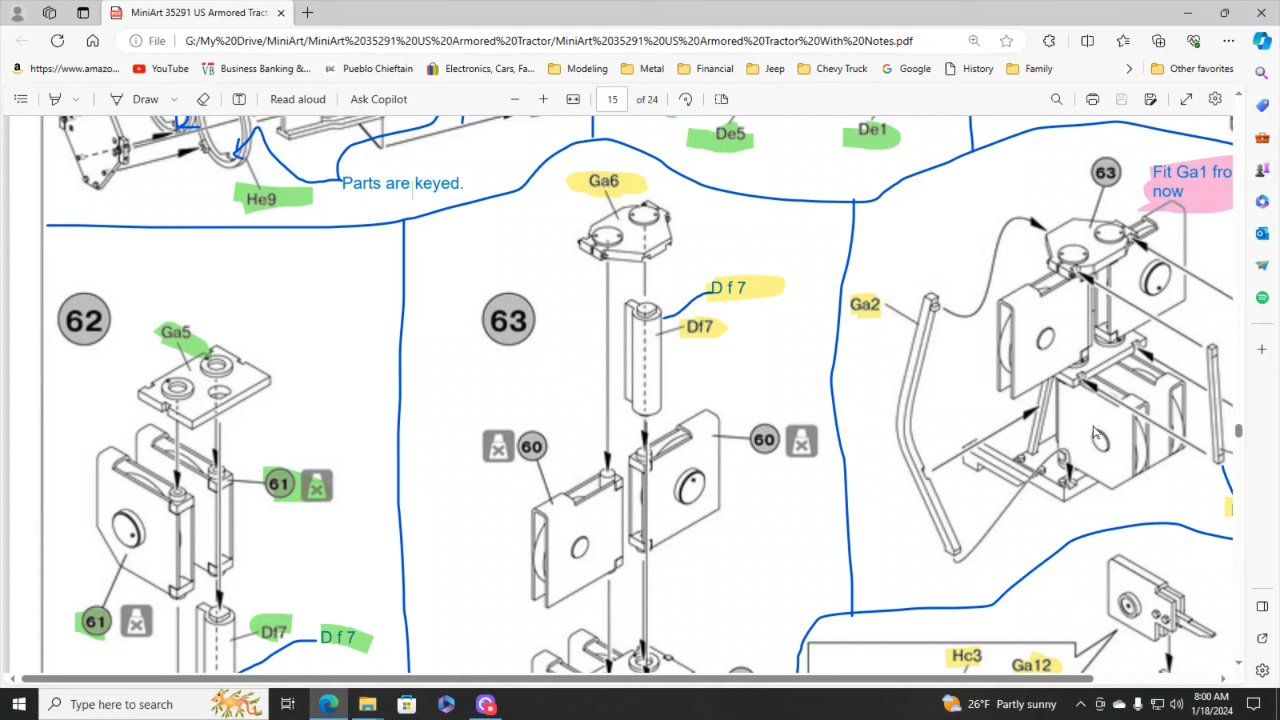 MiniArt 35291 US Armored Tract
File
G:/My%20Drive/MiniArt/MiniArt%2035291%20US%20Armored%20Tractor/MiniArt%2035291%20US%20Armored%20Tractor%20With%20Notes.pdf
https://www.amazo...
YouTube
Business Banking &...
Pueblo Chieftain
Electronics, Cars, Fa...
Modeling
Metal
Financial
Jeep
Chevy Truck
Google
History
Family
Other favorites
Draw
Read aloud
Ask Copilot
15
of 24
De5
De1
He9
Parts are keyed.
Ga6
63
Fit Ga1 fro
now
D f 7
Df7
Ga2
62
Ga5
63
60
60
61
61
Df7
D f 7
Hc3
Ga12
Type here to search
26°F Partly sunny
8:00 AM
1/18/2024